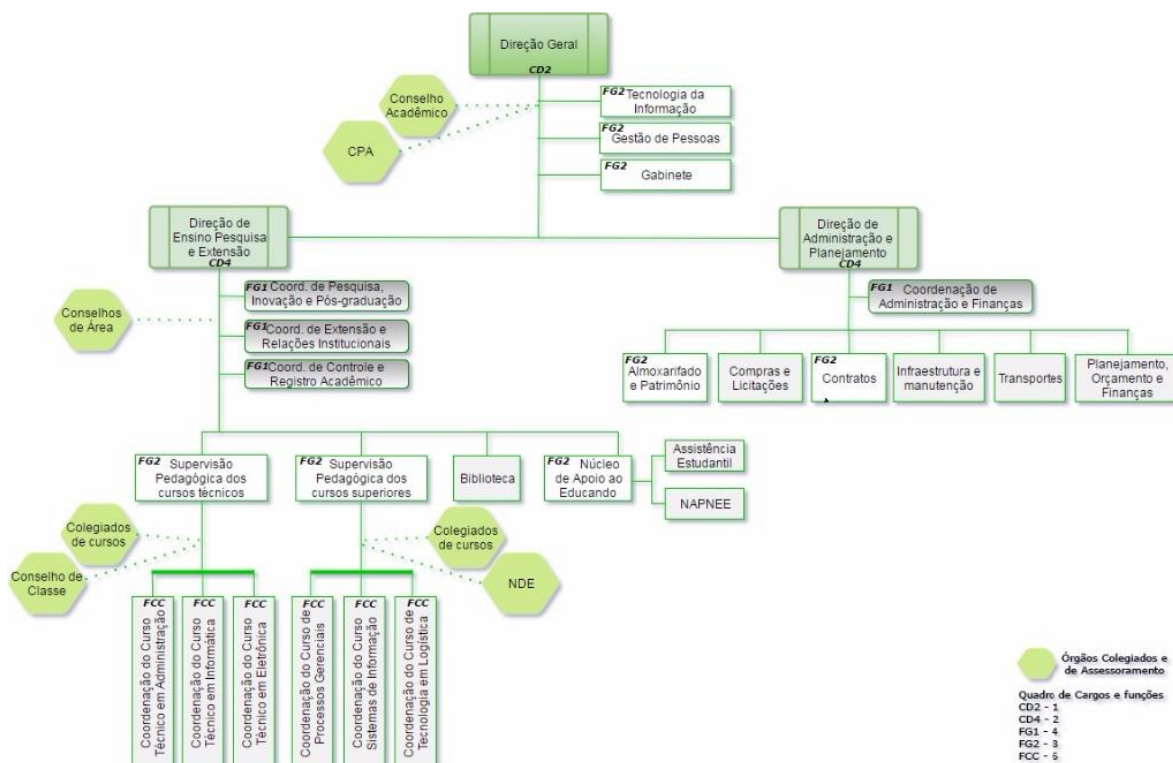 Direção Geral
CD2
Conselho
Acadêmico
CPA
FG2 Tecnologia da
Informação
FG2
Gestão de Pessoas
FG2
Gabinete
Direção de
Ensino Pesquisa
e Extensão
CD4
Direção de
Administração e
Planejamento
CD4
Conselhos
de Área
FG1 Coord. de Pesquisa,
Inovação e Pós-graduação
FG1 Coord. de Extensão e
Relações Institucionais
FG1 Coord. de Controle e
Registro Acadêmico
FG1 Coordenação de
Administração e Finanças
FG2
Almoxarifado
e Patrimônio
Compras e
Licitações
FG2
Contratos
Infraestrutura e
manutenção
Transportes
Planejamento,
Orçamento e
Finanças
FG2 Supervisão
Pedagógica dos
cursos técnicos
FG2 Supervisão
Pedagógica dos
cursos superiores
Biblioteca
FG2 Núcleo
de Apoio ao
Educando
Assistência
Estudantil
NAPNEE
Colegiados
de cursos
Conselho de
Classe
Colegiados
de cursos
NDE
FCC
Coordenação do Curso
Técnico em Administração
FCC
Coordenação do Curso
Técnico em Informática
FCC
Coordenação do Curso
Técnico em Eletrônica
FCC
Coordenação do Curso de
Processos Gerenciais
FCC
Coordenação do Curso
Sistemas de Informação
FCC
Coordenação do Curso de
Tecnologia em Logística
Órgãos Colegiados e
de Assessoramento
Quadro de Cargos e funções
CD2 - 1
CD4 - 2
FG1 - 4
FG2 - 3
FCC - 5